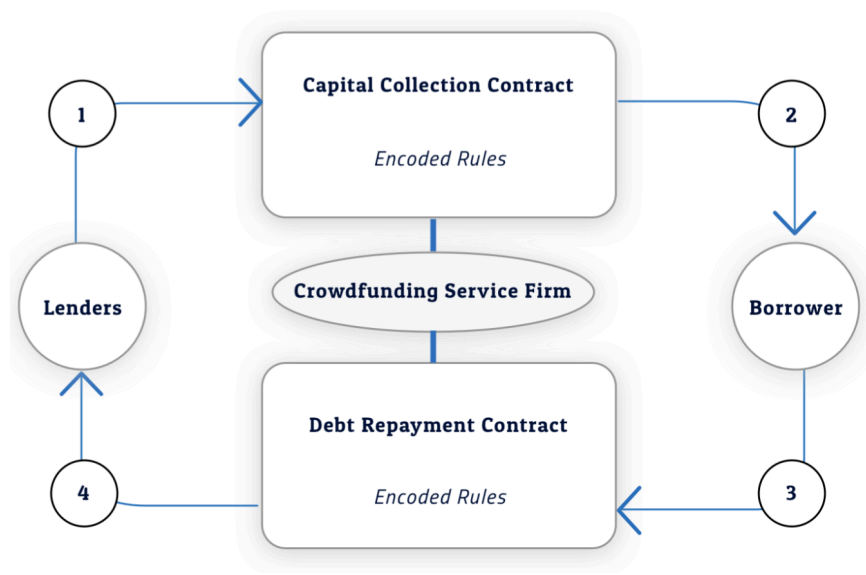 Capital Collection Contract
1
2
Encoded Rules
Crowdfunding Service Firm
Lenders
Borrower
Debt Repayment Contract
4
Encoded Rules
3